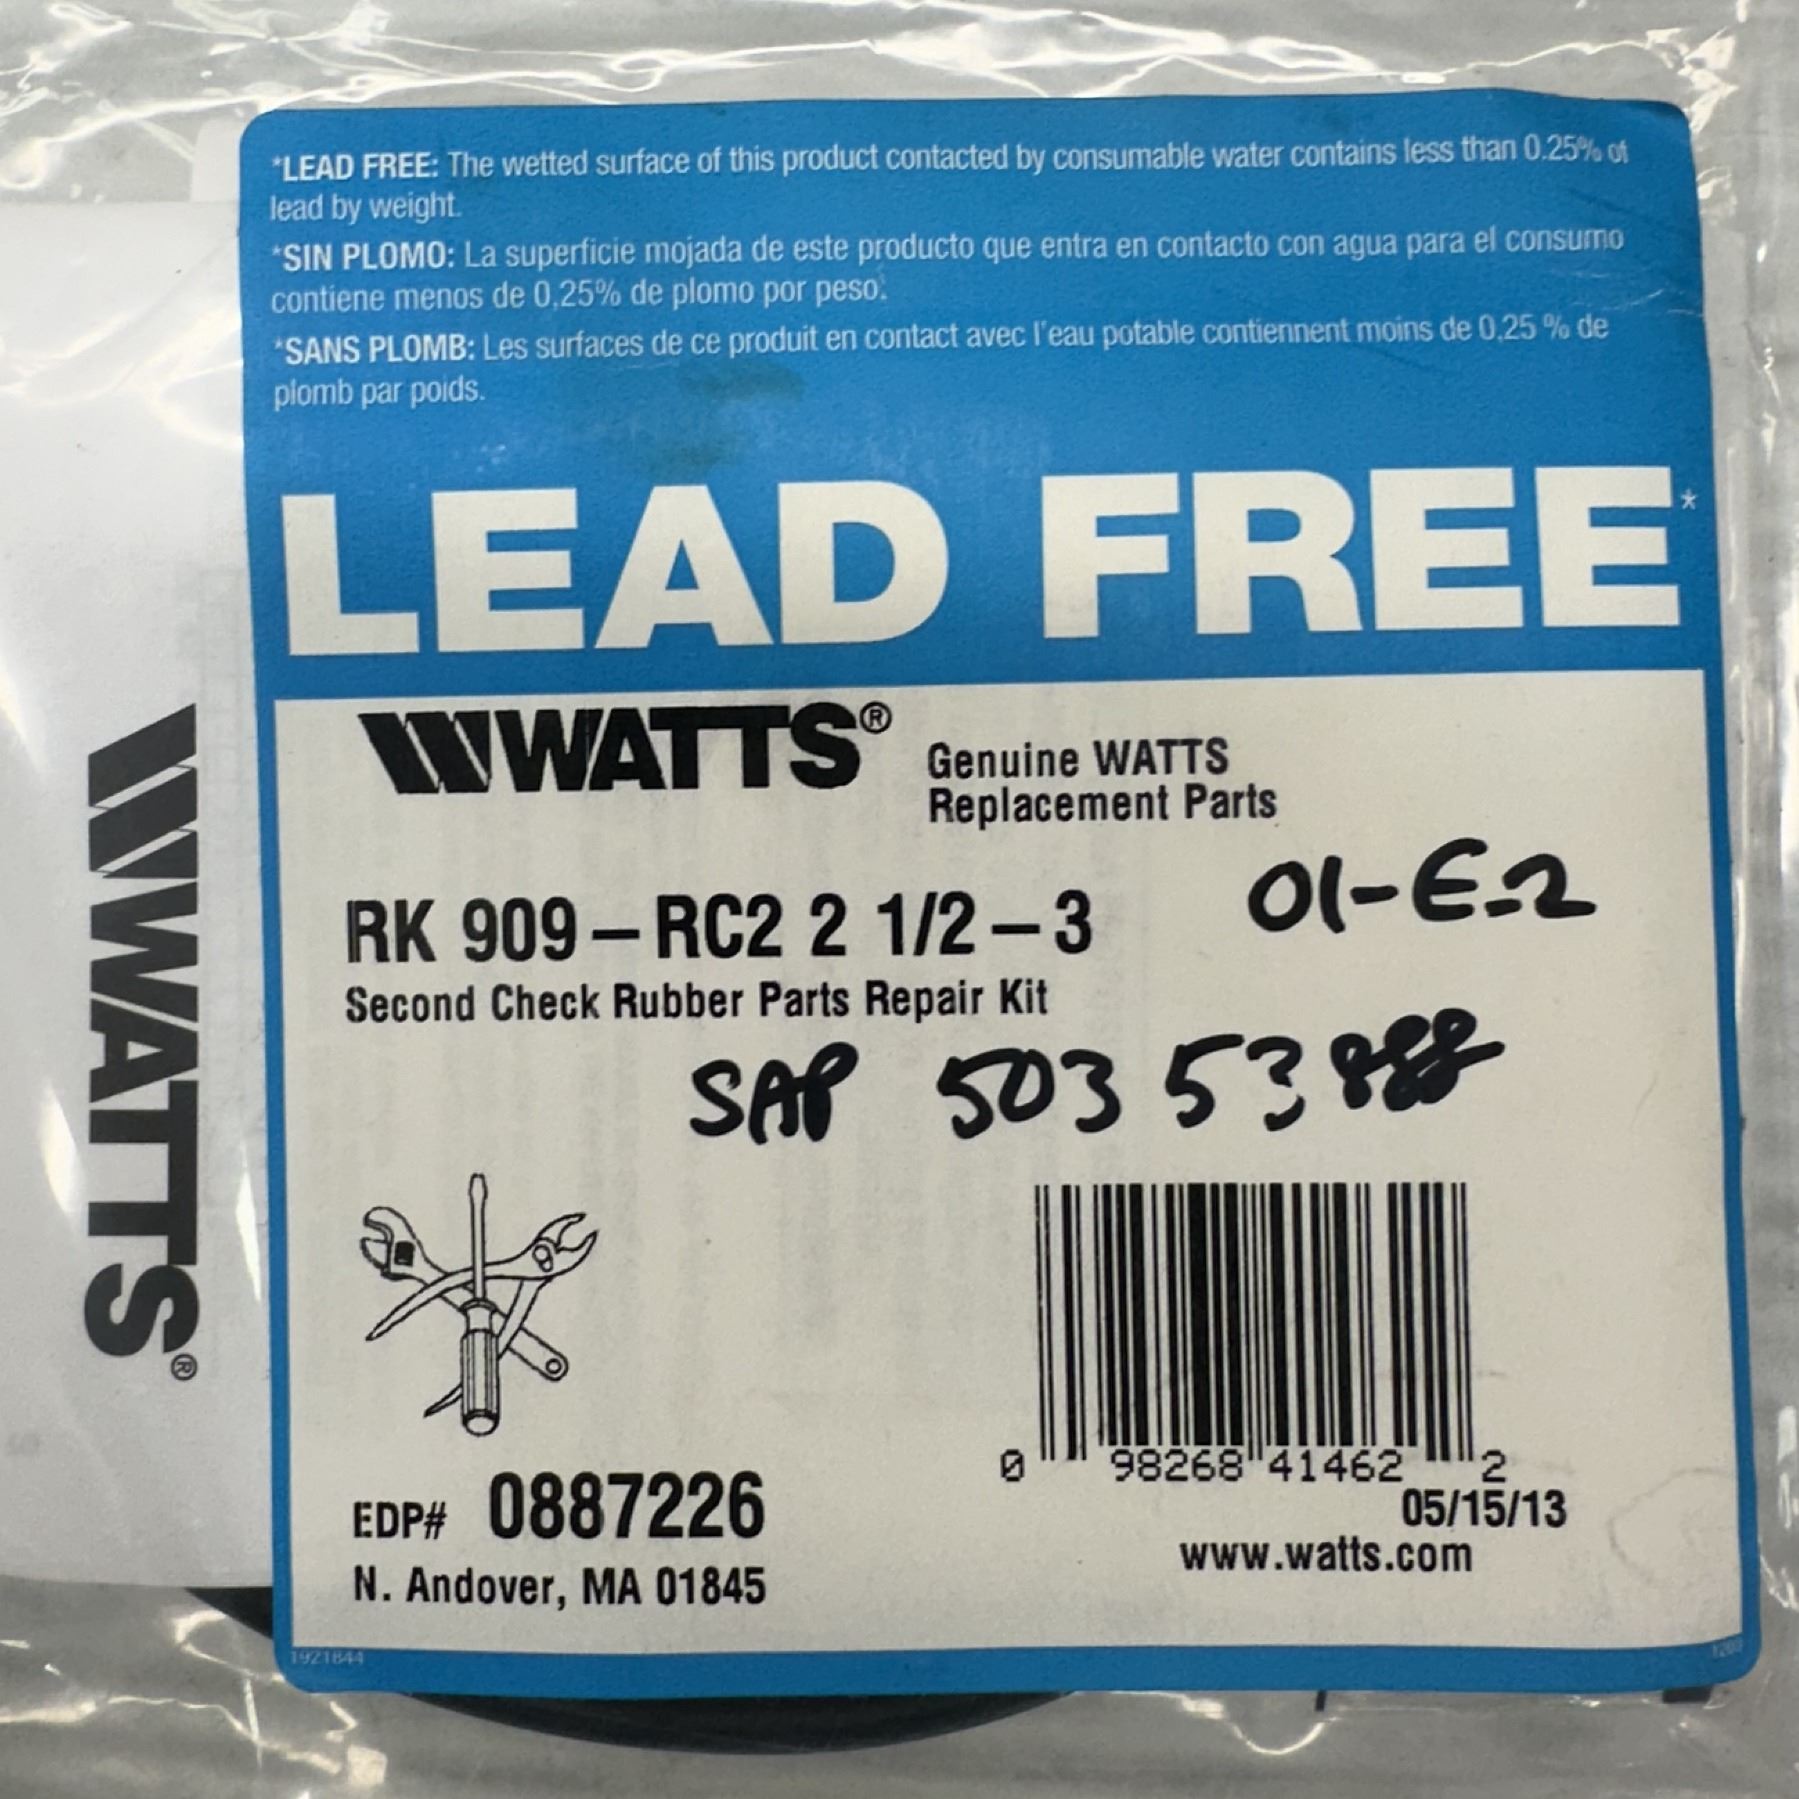 *LEAD FREE: The wetted surface of this product contacted by consumable water contains less than 0.25% of
lead by weight.
*SIN PLOMO: La superficie mojada de este producto que entra en contacto con agua para el consumo
contiene menos de 0,25% de plomo por peso.
*SANS PLOMB: Les surfaces de ce produit en contact avec l'eau potable contiennent moins de 0,25 % de
plomb par poids.
LEAD FREE*
WATTS®
Genuine WATTS
Replacement Parts
01-E-2
RK 909–RC2 2 1/2–3
Second Check Rubber Parts Repair Kit
SAP 50353
0 98268 41462 2
05/15/13
EDP# 0887226
www.watts.com
N. Andover, MA 01845
1921844
WATTS®